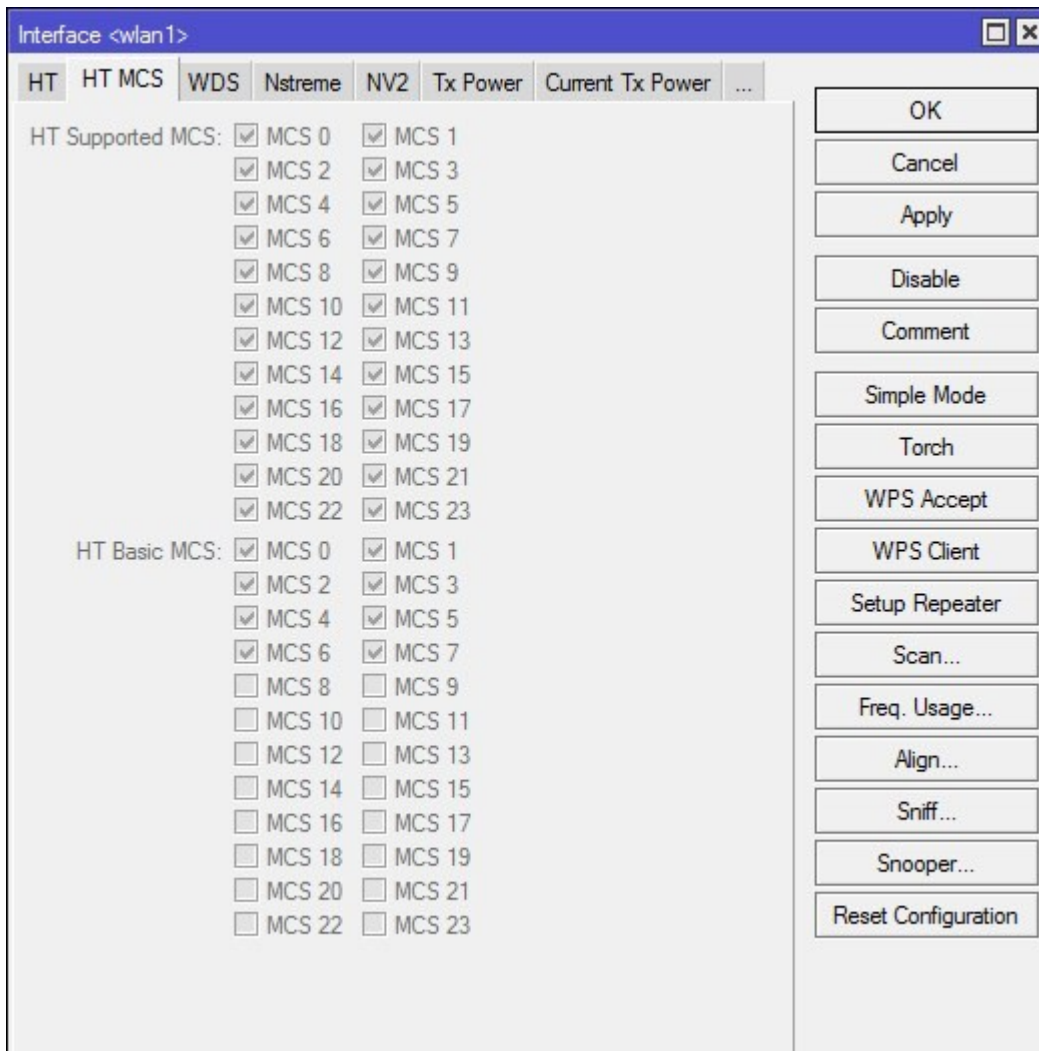 Interface <wlan1>
HT HT MCS WDS Nstreme NV2 Tx Power Current Tx Power ...
HT Supported MCS: MCS 0 MCS 1
MCS 2 MCS 3
MCS 4 MCS 5
MCS 6 MCS 7
MCS 8 MCS 9
MCS 10 MCS 11
MCS 12 MCS 13
MCS 14 MCS 15
MCS 16 MCS 17
MCS 18 MCS 19
MCS 20 MCS 21
MCS 22 MCS 23
HT Basic MCS: MCS 0 MCS 1
MCS 2 MCS 3
MCS 4 MCS 5
MCS 6 MCS 7
MCS 8 MCS 9
MCS 10 MCS 11
MCS 12 MCS 13
MCS 14 MCS 15
MCS 16 MCS 17
MCS 18 MCS 19
MCS 20 MCS 21
MCS 22 MCS 23
OK
Cancel
Apply
Disable
Comment
Simple Mode
Torch
WPS Accept
WPS Client
Setup Repeater
Scan...
Freq. Usage...
Align...
Sniff...
Snooper...
Reset Configuration